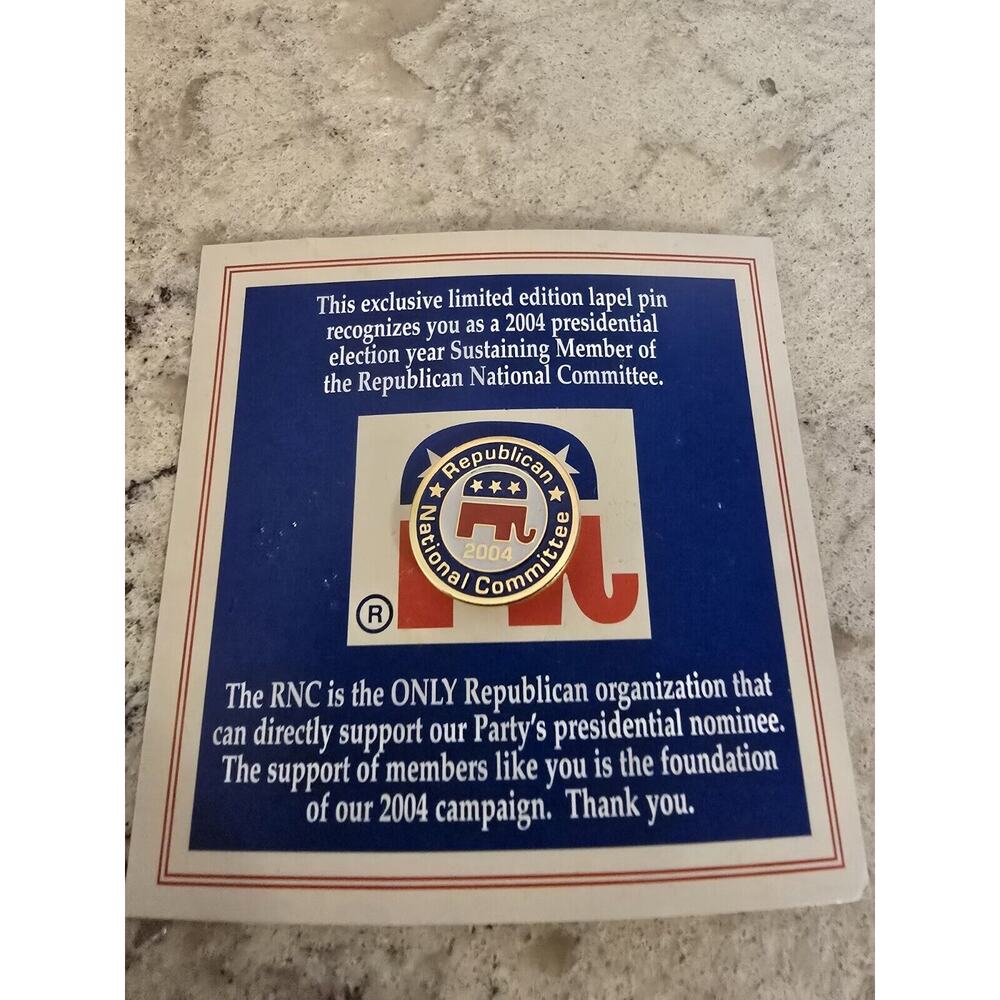 This exclusive limited edition lapel pin
recognizes you as a 2004 presidential
election year Sustaining Member of
the Republican National Committee.
Republican
National Committee
2004
®
The RNC is the ONLY Republican organization that
can directly support our Party's presidential nominee.
The support of members like you is the foundation
of our 2004 campaign. Thank you.